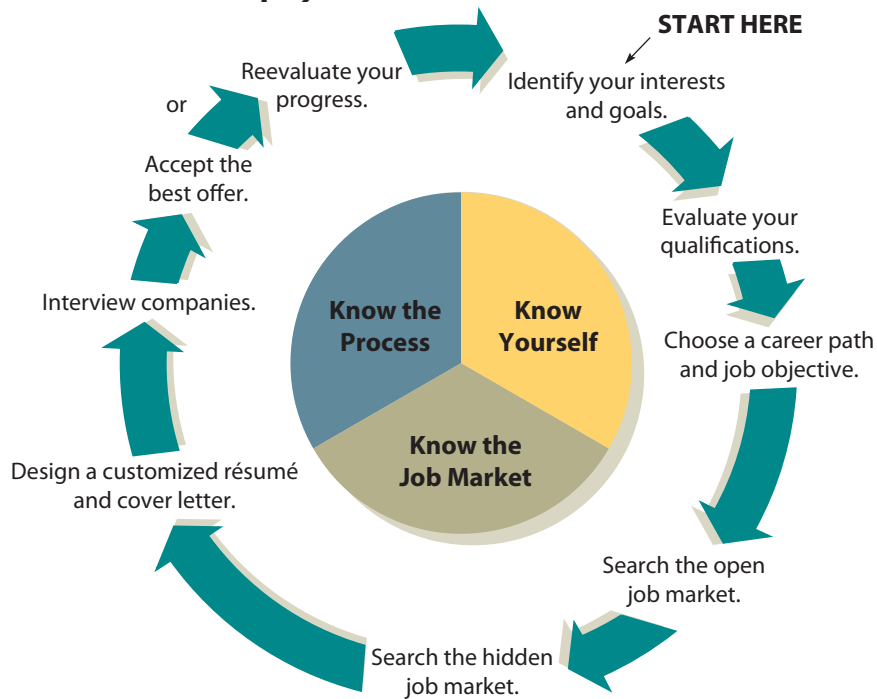 START HERE
Identify your interests
and goals.
Evaluate your
qualifications.
Choose a career path
and job objective.
Search the open
job market.
Search the hidden
job market.
Design a customized résumé
and cover letter.
Interview companies.
Accept the
best offer.
or
Reevaluate your
progress.
Know the
Process
Know
Yourself
Know the
Job Market